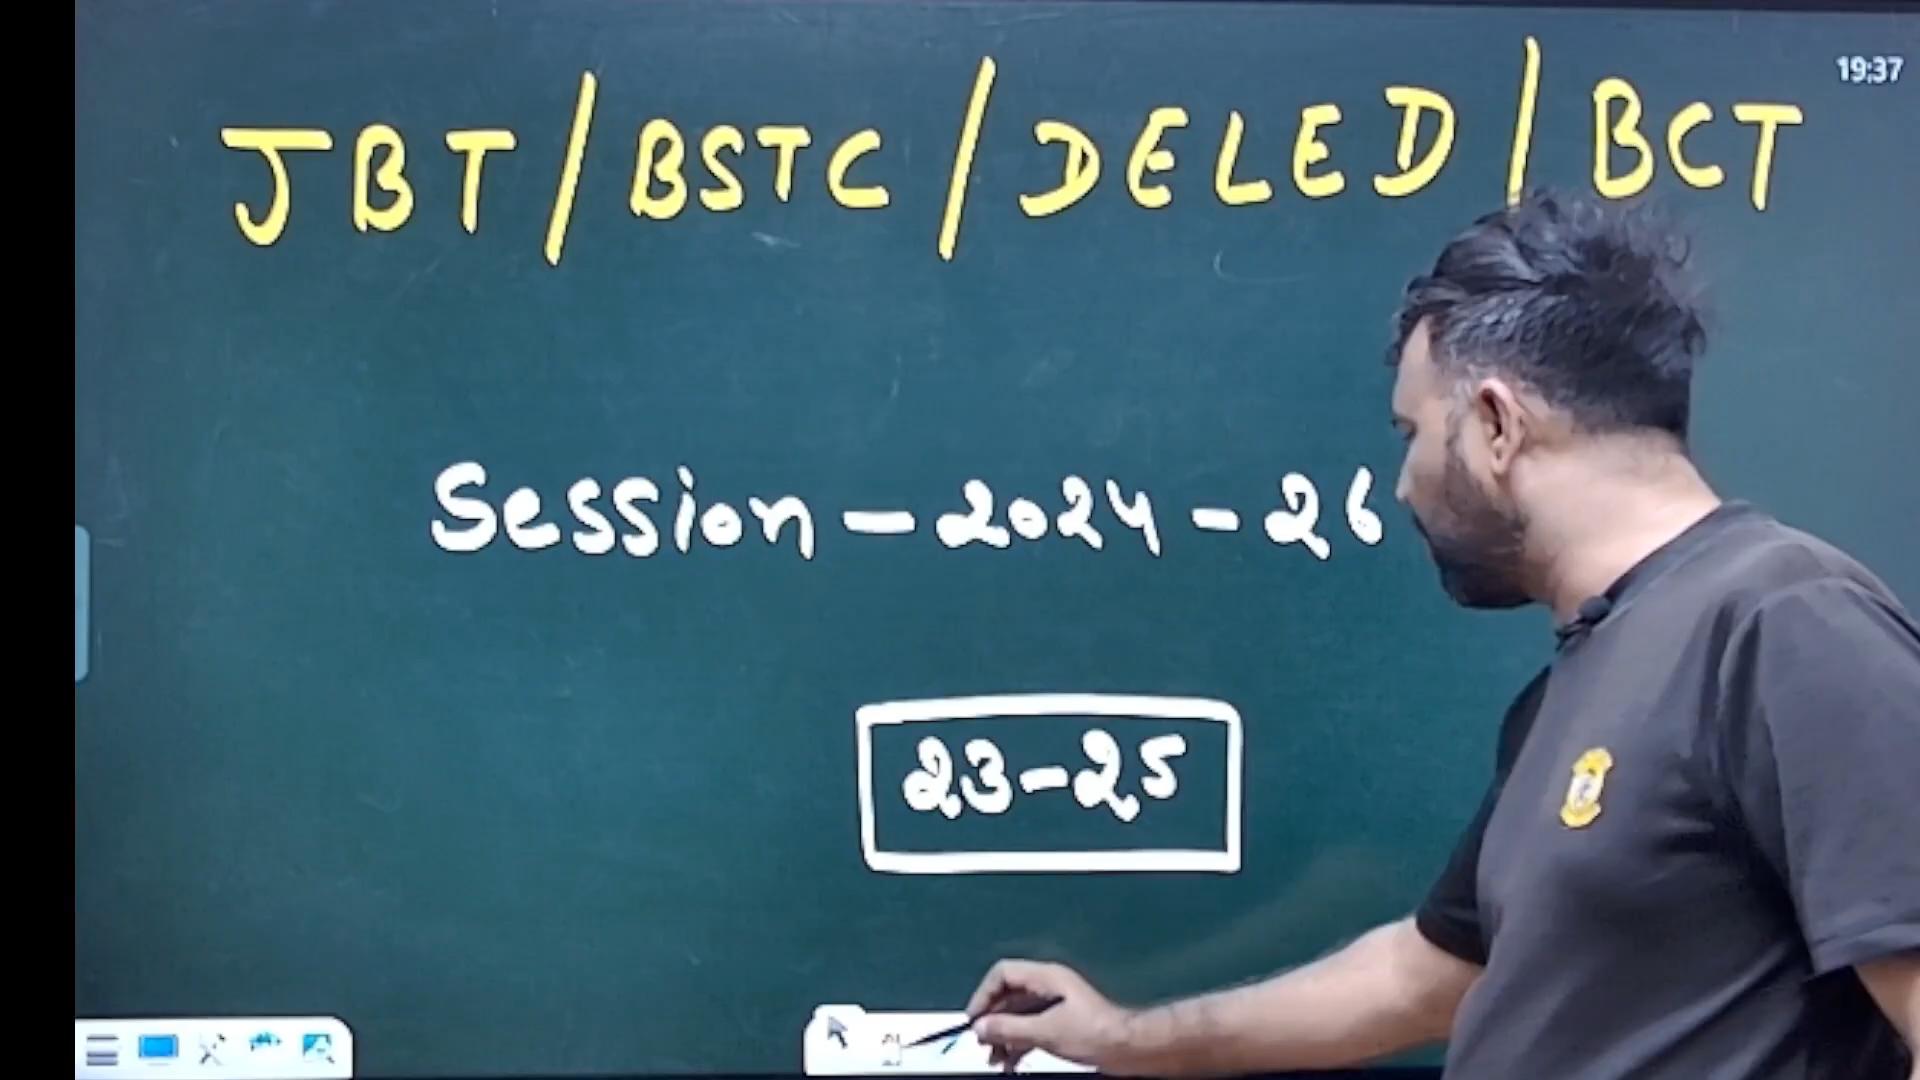 19:37
JBT / BSTC / DELED / BCT
Session - 2024 - 26
23-25